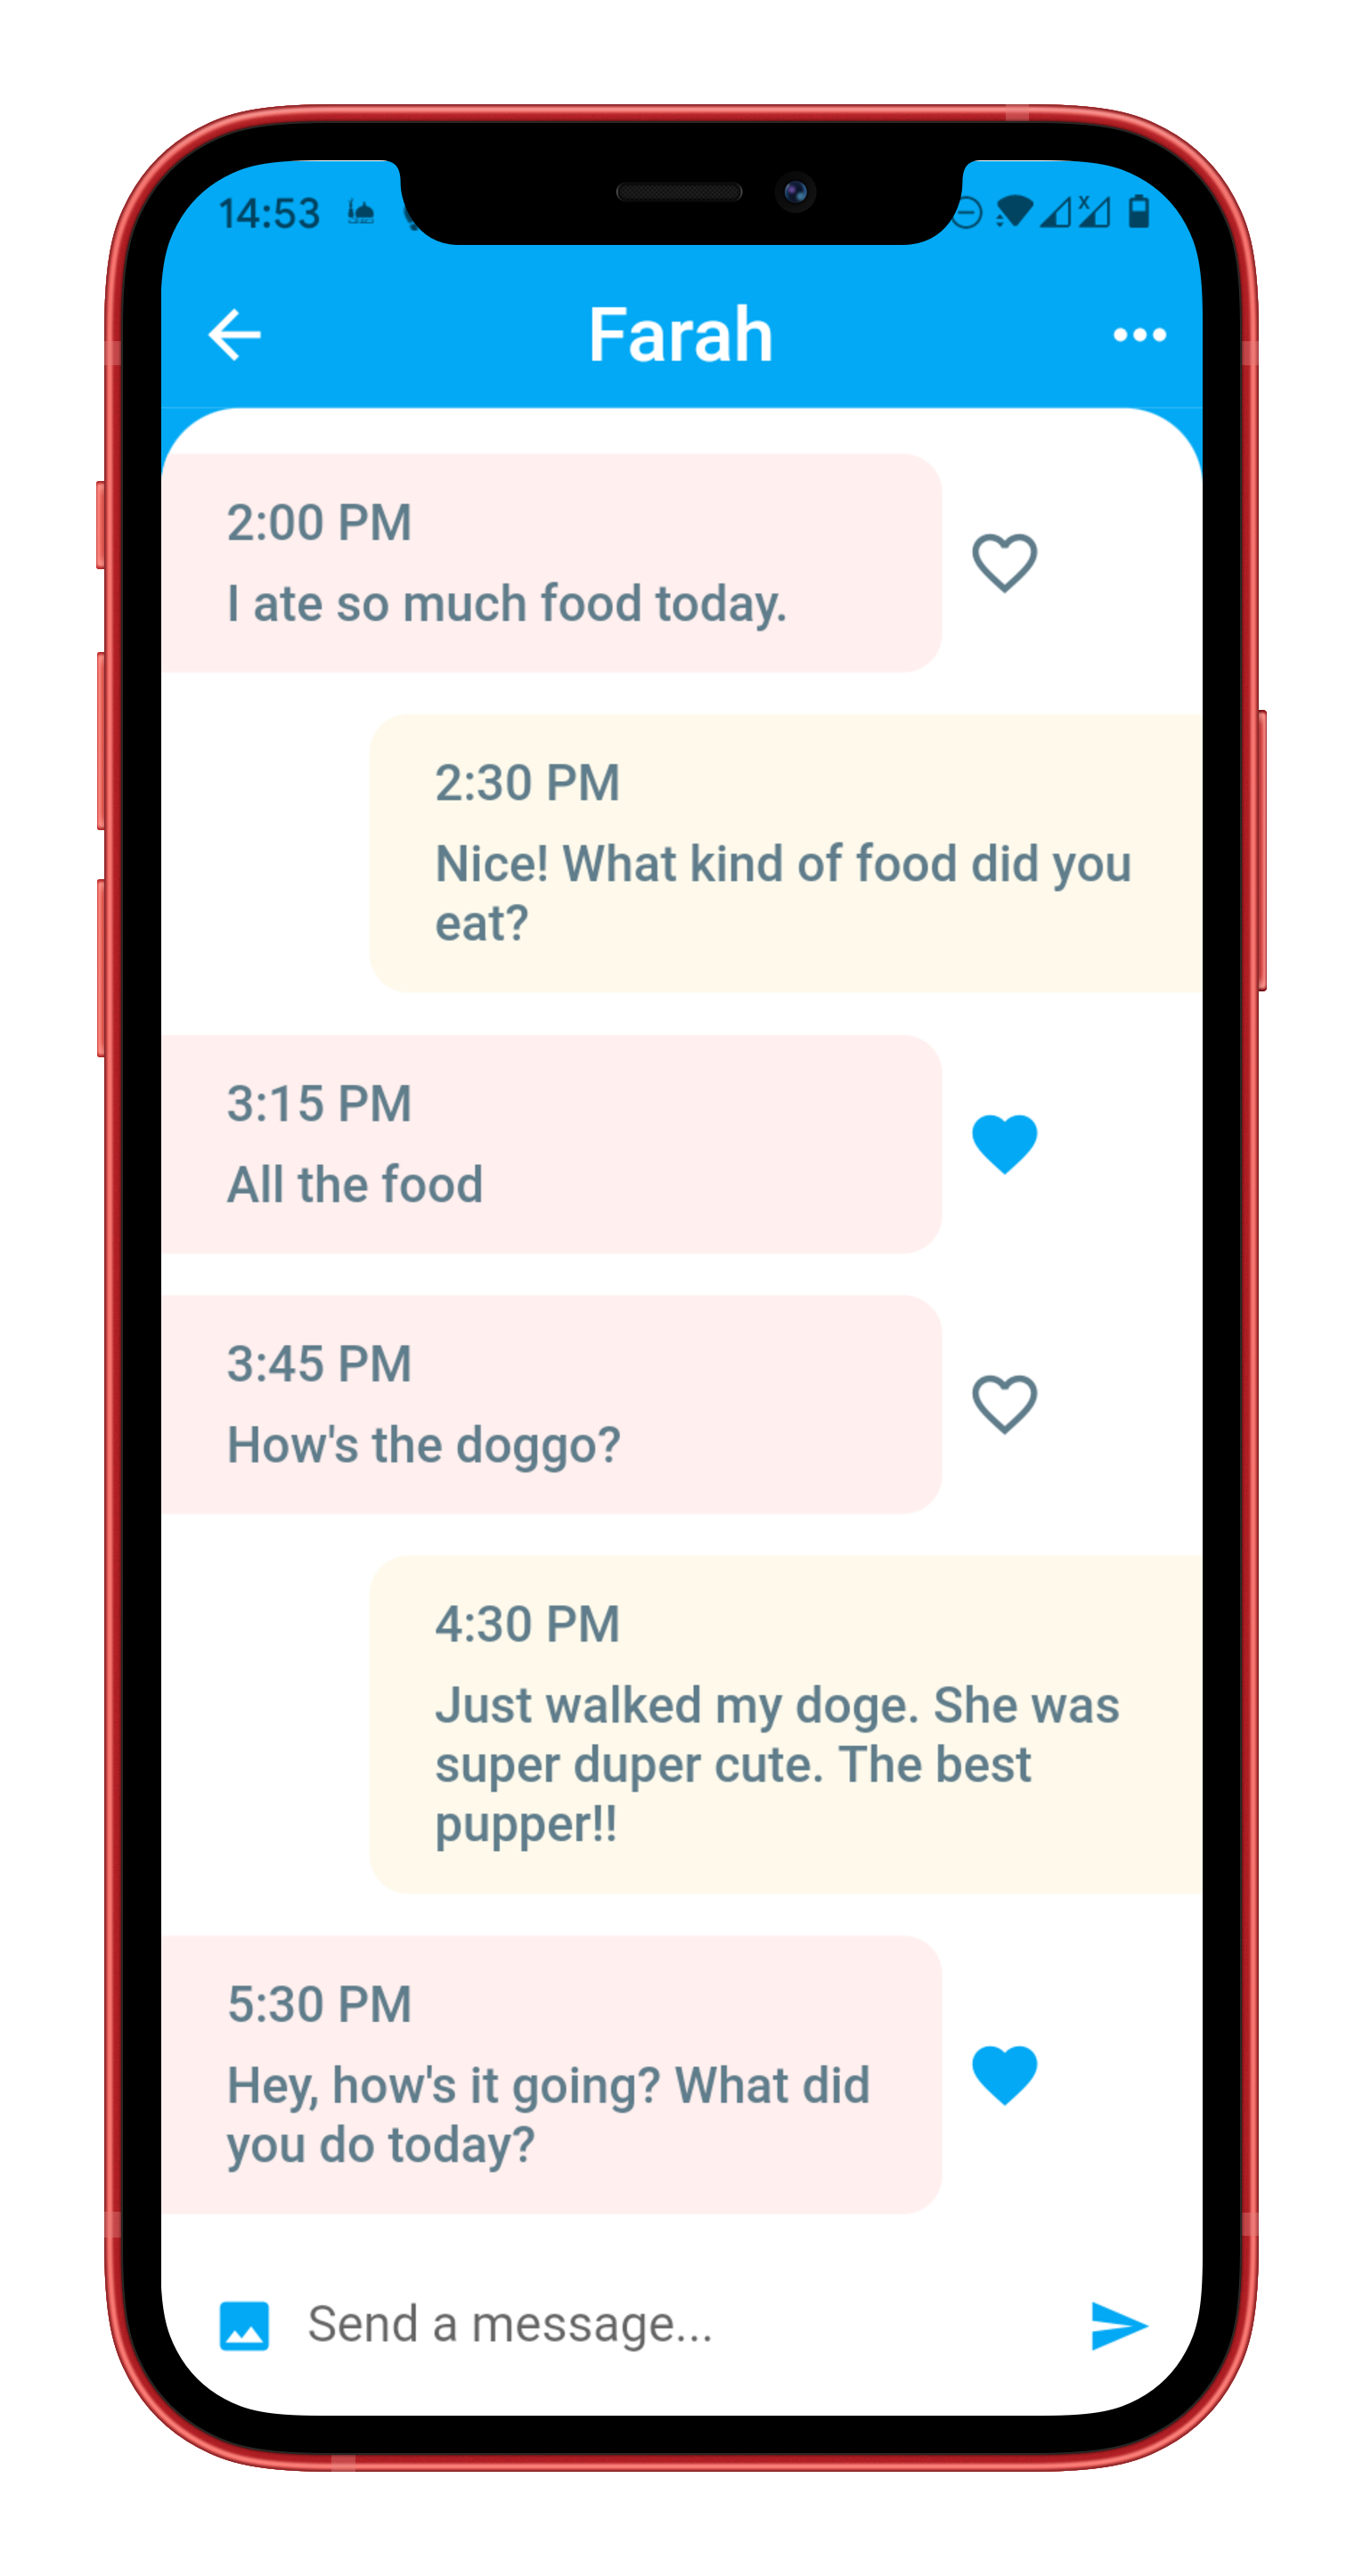 14:53
Farah
2:00 PM
I ate so much food today.
2:30 PM
Nice! What kind of food did you
eat?
3:15 PM
All the food
3:45 PM
How's the doggo?
4:30 PM
Just walked my doge. She was
super duper cute. The best
pupper!!
5:30 PM
Hey, how's it going? What did
you do today?
Send a message...